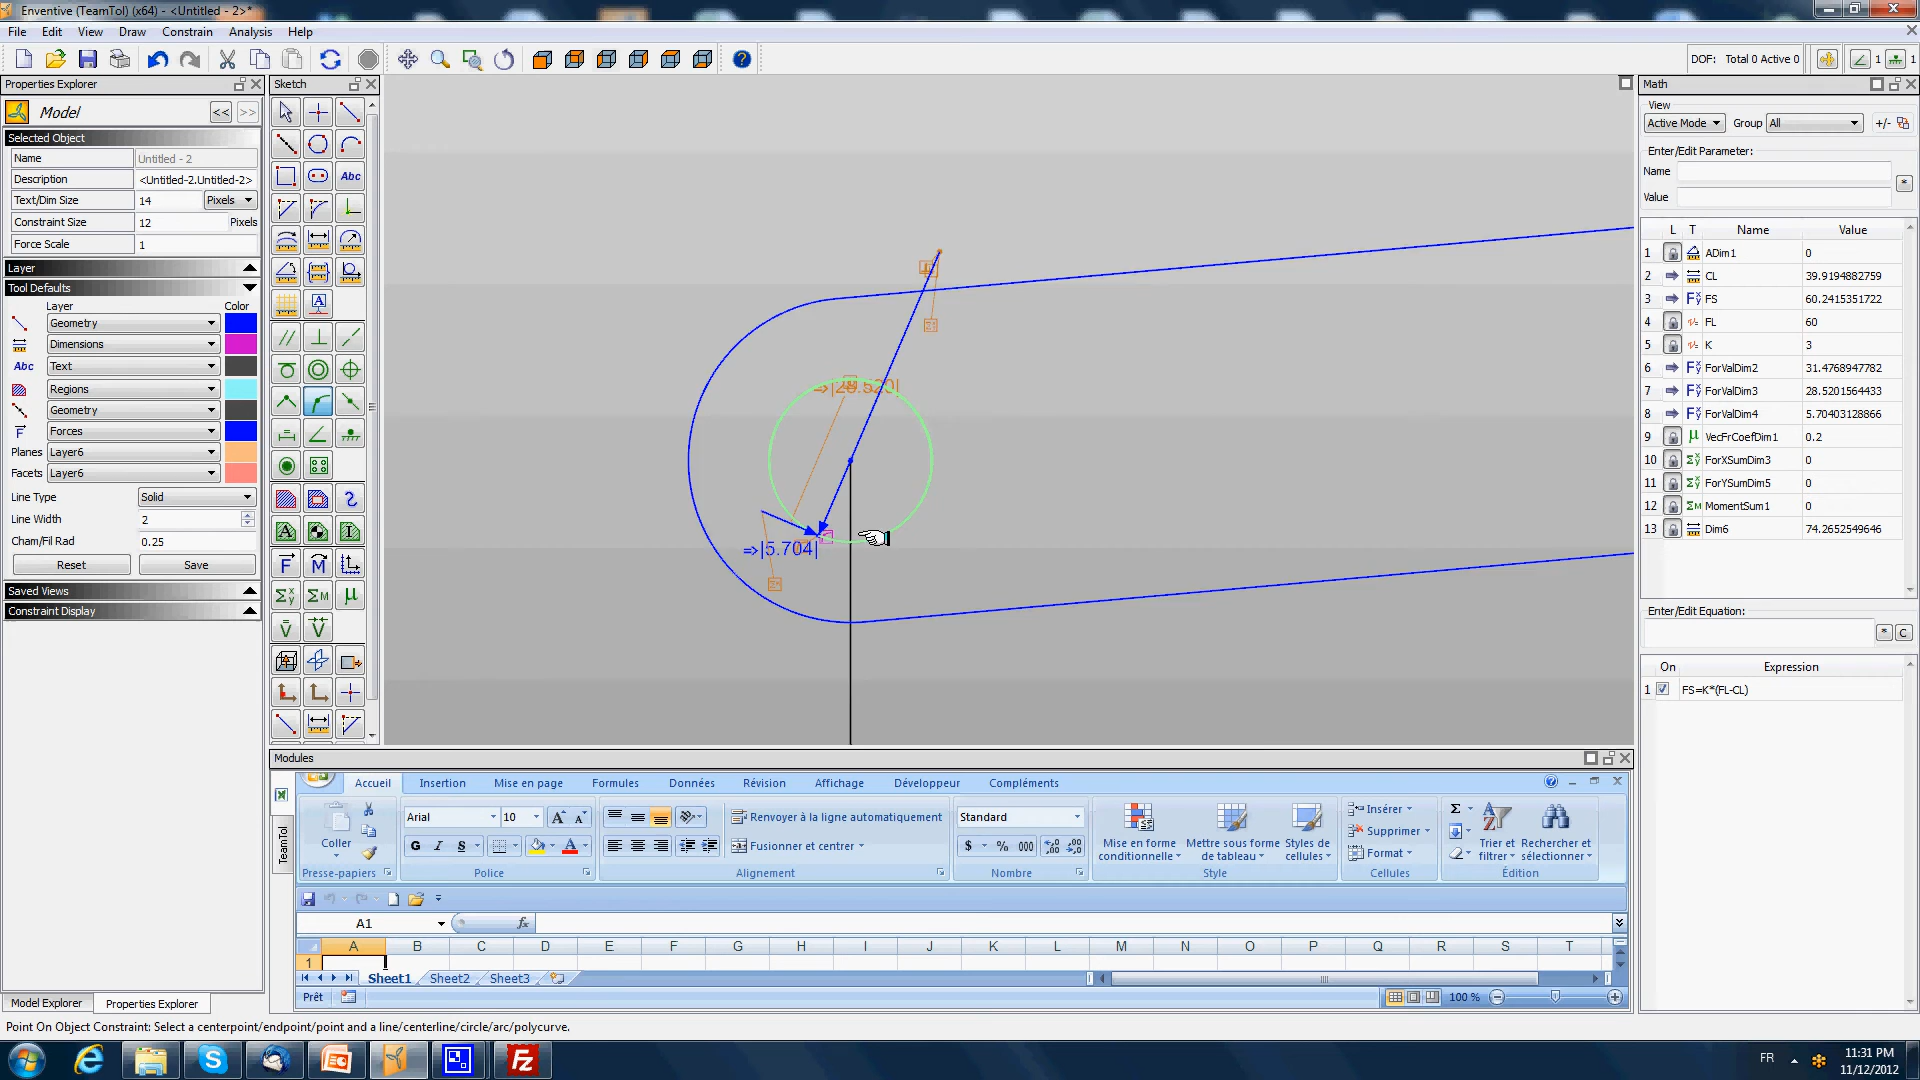 Enventive (TeamTol) (x64) - <Untitled - 2>*
File Edit View Draw Constrain Analysis Help
DOF: Total 0 Active 0
1
1
Properties Explorer
Model
<<
>>
Selected Object
Name Untitled - 2
Description <Untitled-2.Untitled-2>
Text/Dim Size 14 Pixels
Constraint Size 12 Pixels
Force Scale 1
Layer
Tool Defaults
Layer Color
Geometry
Dimensions
Abc Text
Regions
Geometry
F Forces
Planes Layer6
Facets Layer6
Line Type Solid
Line Width 2
Cham/Fil Rad 0.25
Reset Save
Saved Views
Constraint Display
Model Explorer Properties Explorer
Sketch
Abc
=>|28.520|
=>|5.704|
Math
View
Active Mode Group All +/-
Enter/Edit Parameter:
Name
*
Value
L T Name Value
1 ADim1 0
2 CL 39.9194882759
3 FS 60.2415351722
4 FL 60
5 K 3
6 ForValDim2 31.4768947782
7 ForValDim3 28.5201564433
8 ForValDim4 5.70403128866
9 µ VecFrCoefDim1 0.2
10 ForXSumDim3 0
11 ForYSumDim5 0
12 ΣM MomentSum1 0
13 Dim6 74.2652549646
Enter/Edit Equation:
* C
On Expression
1 FS=K*(FL-CL)
Modules
TeamTol
Accueil Insertion Mise en page Formules Données Révision Affichage Développeur Compléments
Coller
Presse-papiers
Arial 10
G I S
Police
Renvoyer à la ligne automatiquement
Fusionner et centrer
Alignement
Standard
$ % 000
Nombre
Mise en forme conditionnelle
Mettre sous forme de tableau
Styles de cellules
Style
Insérer
Supprimer
Format
Cellules
Σ
Trier et filtrer
Rechercher et sélectionner
Édition
A1 fx
A B C D E F G H I J K L M N O P Q R S T
1
Sheet1 Sheet2 Sheet3
Prêt 100 %
Point On Object Constraint: Select a centerpoint/endpoint/point and a line/centerline/circle/arc/polycurve.
FR
11:31 PM
11/12/2012